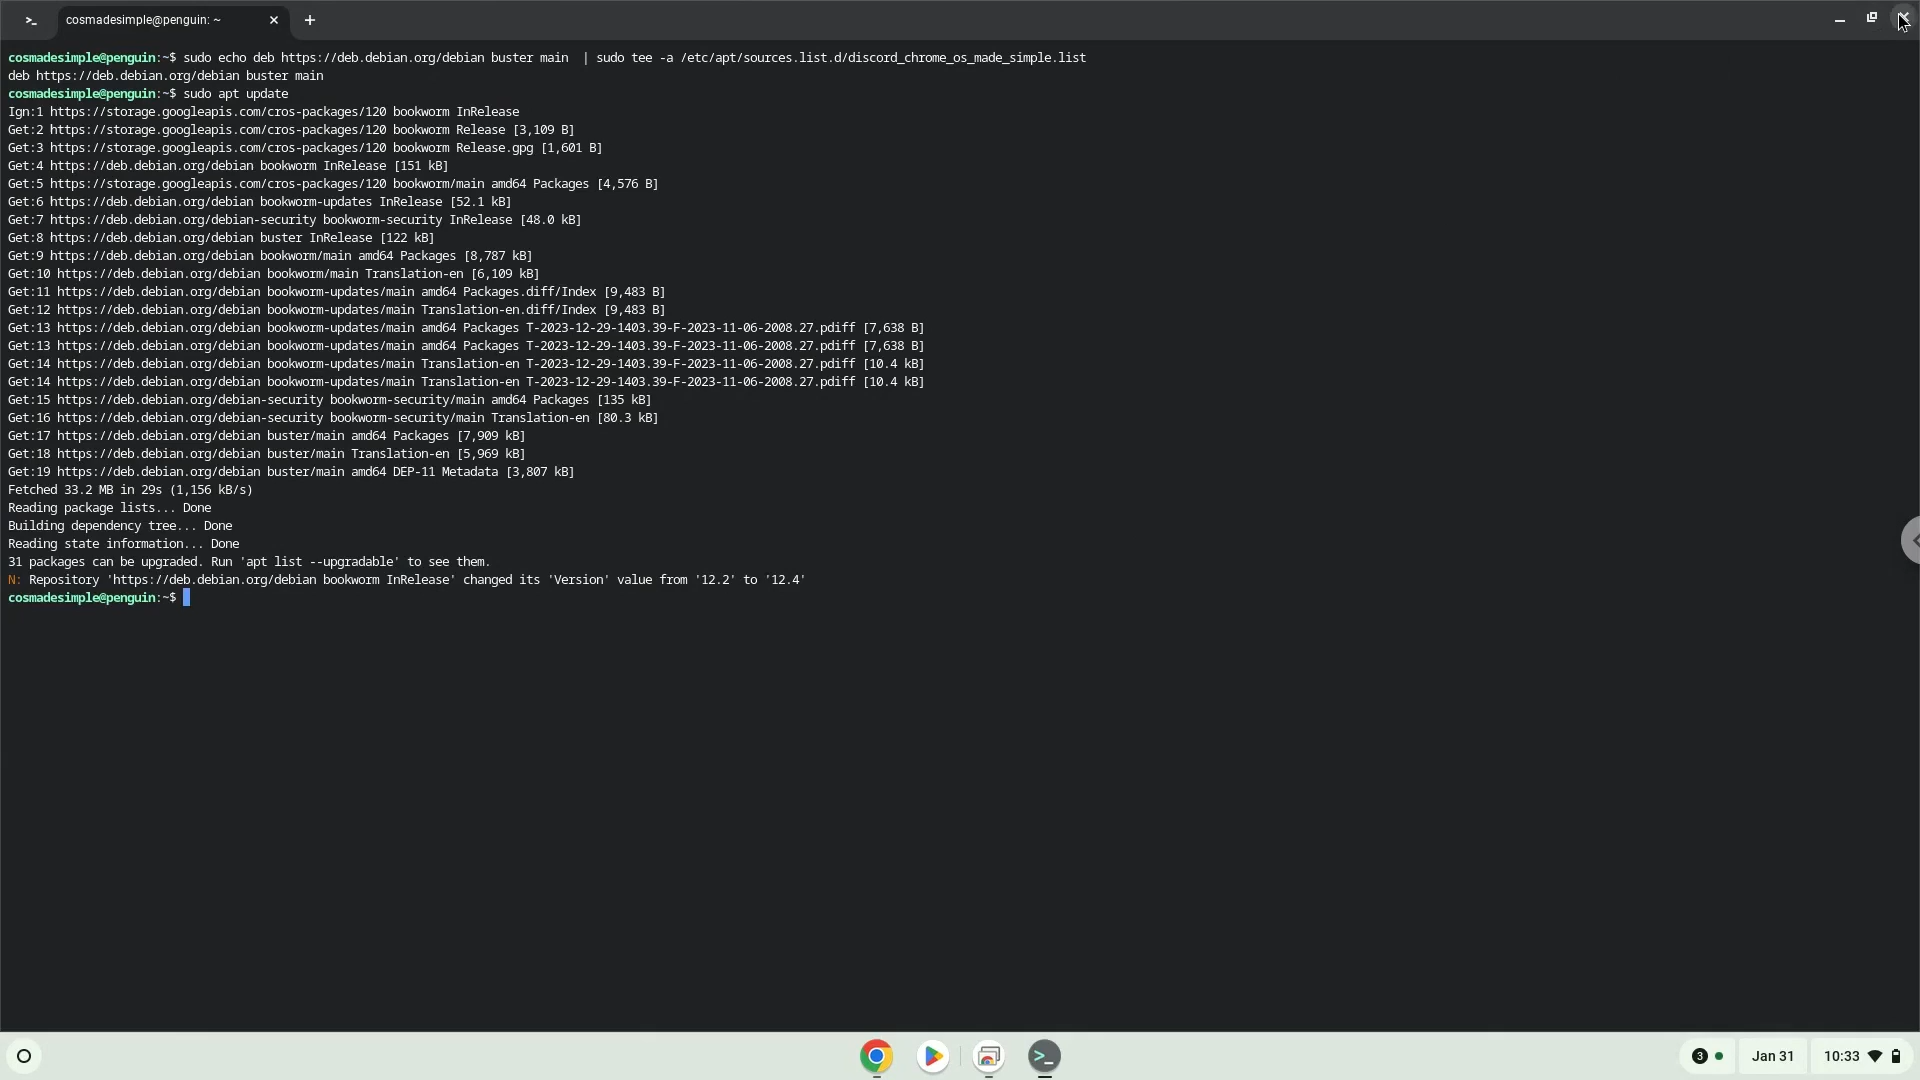 cosmadesimple@penguin: ~
cosmadesimple@penguin:~$ sudo echo deb https://deb.debian.org/debian buster main  | sudo tee -a /etc/apt/sources.list.d/discord_chrome_os_made_simple.list
deb https://deb.debian.org/debian buster main
cosmadesimple@penguin:~$ sudo apt update
Ign:1 https://storage.googleapis.com/cros-packages/120 bookworm InRelease
Get:2 https://storage.googleapis.com/cros-packages/120 bookworm Release [3,109 B]
Get:3 https://storage.googleapis.com/cros-packages/120 bookworm Release.gpg [1,601 B]
Get:4 https://deb.debian.org/debian bookworm InRelease [151 kB]
Get:5 https://storage.googleapis.com/cros-packages/120 bookworm/main amd64 Packages [4,576 B]
Get:6 https://deb.debian.org/debian bookworm-updates InRelease [52.1 kB]
Get:7 https://deb.debian.org/debian-security bookworm-security InRelease [48.0 kB]
Get:8 https://deb.debian.org/debian buster InRelease [122 kB]
Get:9 https://deb.debian.org/debian bookworm/main amd64 Packages [8,787 kB]
Get:10 https://deb.debian.org/debian bookworm/main Translation-en [6,109 kB]
Get:11 https://deb.debian.org/debian bookworm-updates/main amd64 Packages.diff/Index [9,483 B]
Get:12 https://deb.debian.org/debian bookworm-updates/main Translation-en.diff/Index [9,483 B]
Get:13 https://deb.debian.org/debian bookworm-updates/main amd64 Packages T-2023-12-29-1403.39-F-2023-11-06-2008.27.pdiff [7,638 B]
Get:13 https://deb.debian.org/debian bookworm-updates/main amd64 Packages T-2023-12-29-1403.39-F-2023-11-06-2008.27.pdiff [7,638 B]
Get:14 https://deb.debian.org/debian bookworm-updates/main Translation-en T-2023-12-29-1403.39-F-2023-11-06-2008.27.pdiff [10.4 kB]
Get:14 https://deb.debian.org/debian bookworm-updates/main Translation-en T-2023-12-29-1403.39-F-2023-11-06-2008.27.pdiff [10.4 kB]
Get:15 https://deb.debian.org/debian-security bookworm-security/main amd64 Packages [135 kB]
Get:16 https://deb.debian.org/debian-security bookworm-security/main Translation-en [80.3 kB]
Get:17 https://deb.debian.org/debian buster/main amd64 Packages [7,909 kB]
Get:18 https://deb.debian.org/debian buster/main Translation-en [5,969 kB]
Get:19 https://deb.debian.org/debian buster/main amd64 DEP-11 Metadata [3,807 kB]
Fetched 33.2 MB in 29s (1,156 kB/s)
Reading package lists... Done
Building dependency tree... Done
Reading state information... Done
31 packages can be upgraded. Run 'apt list --upgradable' to see them.
N: Repository 'https://deb.debian.org/debian bookworm InRelease' changed its 'Version' value from '12.2' to '12.4'
cosmadesimple@penguin:~$
3 Jan 31 10:33